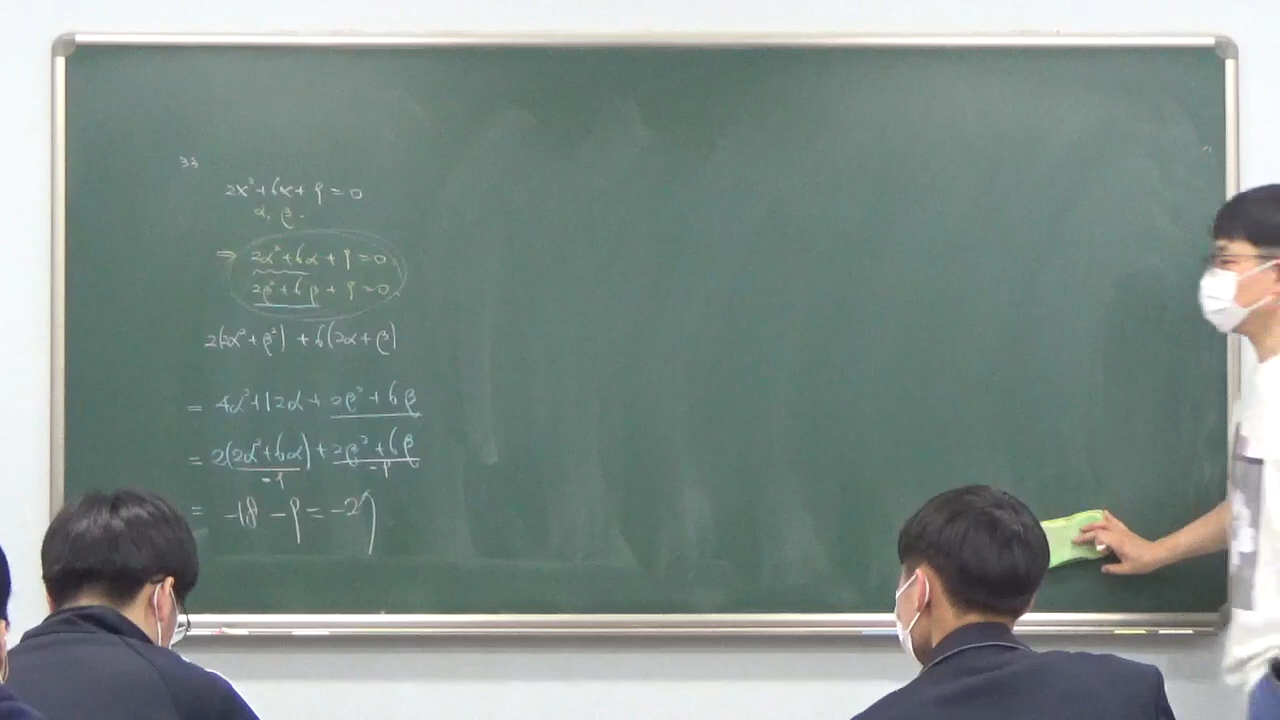 33
2x²+6x+9=0
α, β.
⇒ 2α²+6α+9=0
2β²+6β+9=0
2(2α²+β²)+6(2α+β)
= 4α²+12α+2β²+6β
= 2(2α²+6α)+2β²+6β
-9 -9
= -18-9=-27